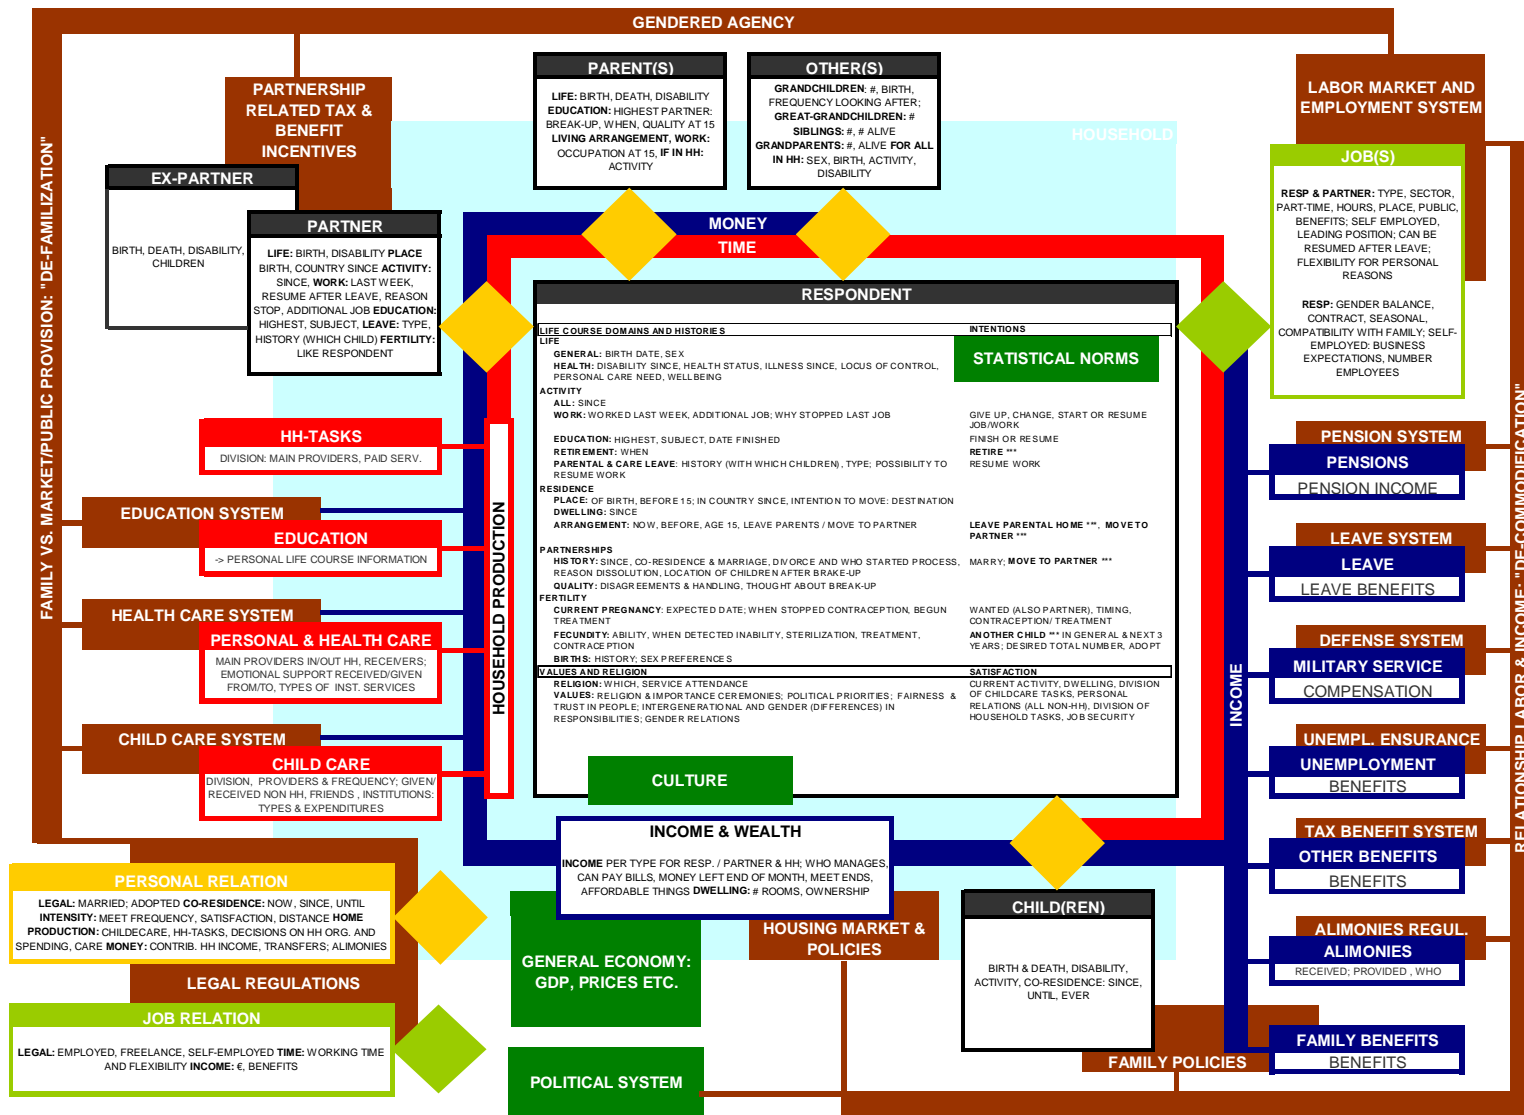 GENDERED AGENCY
FAMILY VS. MARKET/PUBLIC PROVISION: "DE-FAMILIZATION"
PARTNERSHIP
RELATED TAX &
BENEFIT
INCENTIVES
PARENT(S)
LIFE: BIRTH, DEATH, DISABILITY
EDUCATION: HIGHEST PARTNER:
BREAK-UP, WHEN, QUALITY AT 15
LIVING ARRANGEMENT, WORK:
OCCUPATION AT 15, IF IN HH:
ACTIVITY
OTHER(S)
GRANDCHILDREN: #, BIRTH,
FREQUENCY LOOKING AFTER;
GREAT-GRANDCHILDREN: #
SIBLINGS: #, # ALIVE
GRANDPARENTS: #, ALIVE FOR ALL
IN HH: SEX, BIRTH, ACTIVITY,
DISABILITY
HOUSEHOLD
LABOR MARKET AND
EMPLOYMENT SYSTEM
JOB(S)
RESP & PARTNER: TYPE, SECTOR,
PART-TIME, HOURS, PLACE, PUBLIC,
BENEFITS; SELF EMPLOYED,
LEADING POSITION; CAN BE
RESUMED AFTER LEAVE;
FLEXIBILITY FOR PERSONAL
REASONS
RESP: GENDER BALANCE,
CONTRACT, SEASONAL,
COMPATIBILITY WITH FAMILY; SELF-
EMPLOYED: BUSINESS
EXPECTATIONS, NUMBER
EMPLOYEES
EX-PARTNER
BIRTH, DEATH, DISABILITY,
CHILDREN
PARTNER
LIFE: BIRTH, DISABILITY PLACE
BIRTH, COUNTRY SINCE ACTIVITY:
SINCE, WORK: LAST WEEK,
RESUME AFTER LEAVE, REASON
STOP, ADDITIONAL JOB EDUCATION:
HIGHEST, SUBJECT, LEAVE: TYPE,
HISTORY (WHICH CHILD) FERTILITY:
LIKE RESPONDENT
MONEY
TIME
RESPONDENT
LIFE COURSE DOMAINS AND HISTORIES INTENTIONS
LIFE
GENERAL: BIRTH DATE, SEX
HEALTH: DISABILITY SINCE, HEALTH STATUS, ILLNESS SINCE, LOCUS OF CONTROL,
PERSONAL CARE NEED, WELLBEING
STATISTICAL NORMS
ACTIVITY
ALL: SINCE
WORK: WORKED LAST WEEK, ADDITIONAL JOB; WHY STOPPED LAST JOB
GIVE UP, CHANGE, START OR RESUME
JOB/WORK
EDUCATION: HIGHEST, SUBJECT, DATE FINISHED FINISH OR RESUME
RETIREMENT: WHEN RETIRE ***
PARENTAL & CARE LEAVE: HISTORY (WITH WHICH CHILDREN), TYPE; POSSIBILITY TO RESUME WORK
RESUME WORK
RESIDENCE
PLACE: OF BIRTH, BEFORE 15; IN COUNTRY SINCE, INTENTION TO MOVE: DESTINATION
DWELLING: SINCE
ARRANGEMENT: NOW, BEFORE, AGE 15, LEAVE PARENTS / MOVE TO PARTNER
LEAVE PARENTAL HOME ***, MOVE TO
PARTNER ***
PARTNERSHIPS
HISTORY: SINCE, CO-RESIDENCE & MARRIAGE, DIVORCE AND WHO STARTED PROCESS, MARRY; MOVE TO PARTNER ***
REASON DISSOLUTION, LOCATION OF CHILDREN AFTER BRAKE-UP
QUALITY: DISAGREEMENTS & HANDLING, THOUGHT ABOUT BREAK-UP
FERTILITY
CURRENT PREGNANCY: EXPECTED DATE; WHEN STOPPED CONTRACEPTION, BEGUN
TREATMENT
WANTED (ALSO PARTNER), TIMING,
CONTRACEPTION/ TREATMENT
FECUNDITY: ABILITY, WHEN DETECTED INABILITY, STERILIZATION, TREATMENT,
CONTRACEPTION
ANOTHER CHILD *** IN GENERAL & NEXT 3
YEARS; DESIRED TOTAL NUMBER, ADOPT
BIRTHS: HISTORY; SEX PREFERENCES
VALUES AND RELIGION SATISFACTION
RELIGION: WHICH, SERVICE ATTENDANCE
VALUES: RELIGION & IMPORTANCE CEREMONIES; POLITICAL PRIORITIES; FAIRNESS &
TRUST IN PEOPLE; INTERGENERATIONAL AND GENDER (DIFFERENCES) IN
RESPONSIBILITIES; GENDER RELATIONS
CURRENT ACTIVITY, DWELLING, DIVISION
OF CHILDCARE TASKS, PERSONAL
RELATIONS (ALL NON-HH), DIVISION OF
HOUSEHOLD TASKS, JOB SECURITY
CULTURE
HOUSEHOLD PRODUCTION
HH-TASKS
DIVISION: MAIN PROVIDERS, PAID SERV.
EDUCATION SYSTEM
EDUCATION
-> PERSONAL LIFE COURSE INFORMATION
HEALTH CARE SYSTEM
PERSONAL & HEALTH CARE
MAIN PROVIDERS IN/OUT HH, RECEIVERS;
EMOTIONAL SUPPORT RECEIVED/GIVEN
FROM/TO, TYPES OF INST. SERVICES
CHILD CARE SYSTEM
CHILD CARE
DIVISION, PROVIDERS & FREQUENCY; GIVEN/
RECEIVED NON HH, FRIENDS , INSTITUTIONS:
TYPES & EXPENDITURES
INCOME
PENSION SYSTEM
PENSIONS
PENSION INCOME
LEAVE SYSTEM
LEAVE
LEAVE BENEFITS
DEFENSE SYSTEM
MILITARY SERVICE
COMPENSATION
UNEMPL. ENSURANCE
UNEMPLOYMENT
BENEFITS
TAX BENEFIT SYSTEM
OTHER BENEFITS
BENEFITS
ALIMONIES REGUL.
ALIMONIES
RECEIVED; PROVIDED , WHO
FAMILY BENEFITS
BENEFITS
FAMILY POLICIES
RELATIONSHIP LABOR & INCOME: "DE-COMMODIFICATION"
INCOME & WEALTH
INCOME PER TYPE FOR RESP. / PARTNER & HH; WHO MANAGES,
CAN PAY BILLS, MONEY LEFT END OF MONTH, MEET ENDS,
AFFORDABLE THINGS DWELLING: # ROOMS, OWNERSHIP
PERSONAL RELATION
LEGAL: MARRIED; ADOPTED CO-RESIDENCE: NOW, SINCE, UNTIL
INTENSITY: MEET FREQUENCY, SATISFACTION, DISTANCE HOME
PRODUCTION: CHILDECARE, HH-TASKS, DECISIONS ON HH ORG. AND
SPENDING, CARE MONEY: CONTRIB. HH INCOME, TRANSFERS; ALIMONIES
LEGAL REGULATIONS
JOB RELATION
LEGAL: EMPLOYED, FREELANCE, SELF-EMPLOYED TIME: WORKING TIME
AND FLEXIBILITY INCOME: €, BENEFITS
GENERAL ECONOMY:
GDP, PRICES ETC.
POLITICAL SYSTEM
HOUSING MARKET &
POLICIES
CHILD(REN)
BIRTH & DEATH, DISABILITY,
ACTIVITY, CO-RESIDENCE: SINCE,
UNTIL, EVER